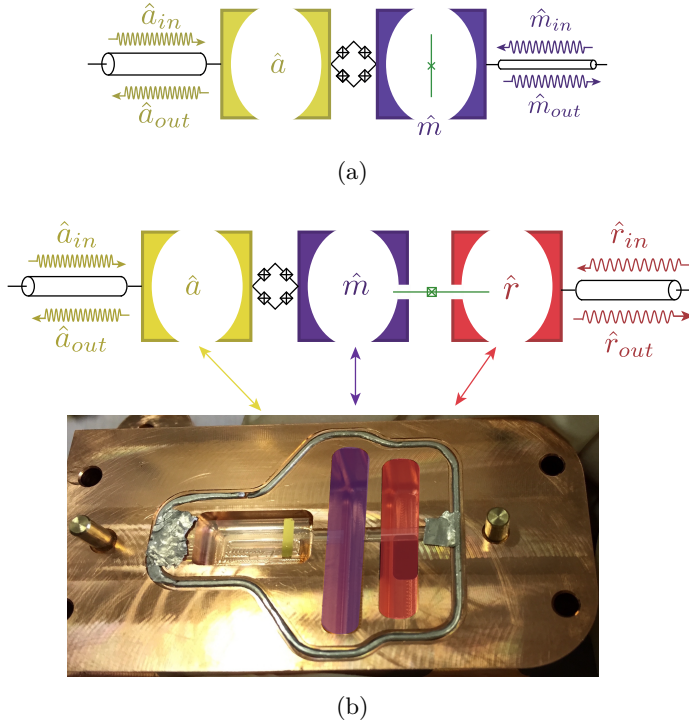 â_in
m̂_in
â
m̂
â_out
m̂_out
(a)
â_in
r̂_in
â
m̂
r̂
â_out
r̂_out
(b)